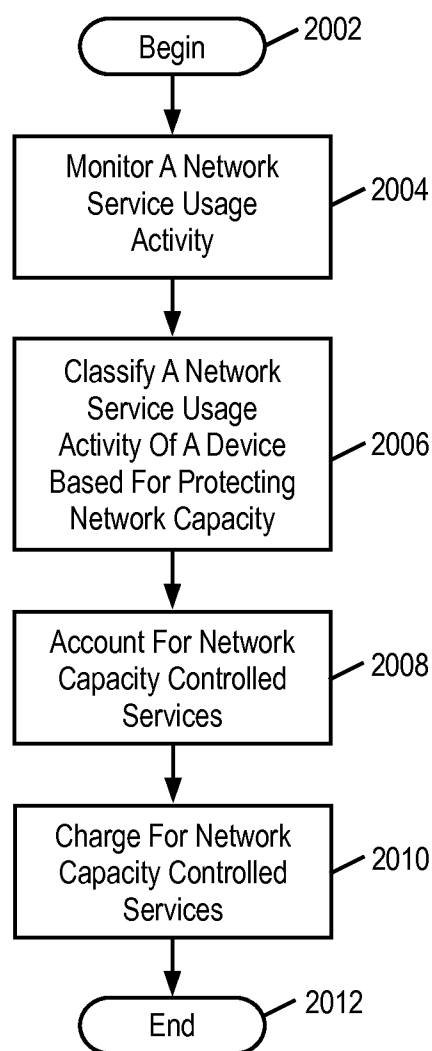 Begin
2002
Monitor A Network
Service Usage
Activity
2004
Classify A Network
Service Usage
Activity Of A Device
Based For Protecting
Network Capacity
2006
Account For Network
Capacity Controlled
Services
2008
Charge For Network
Capacity Controlled
Services
2010
End
2012